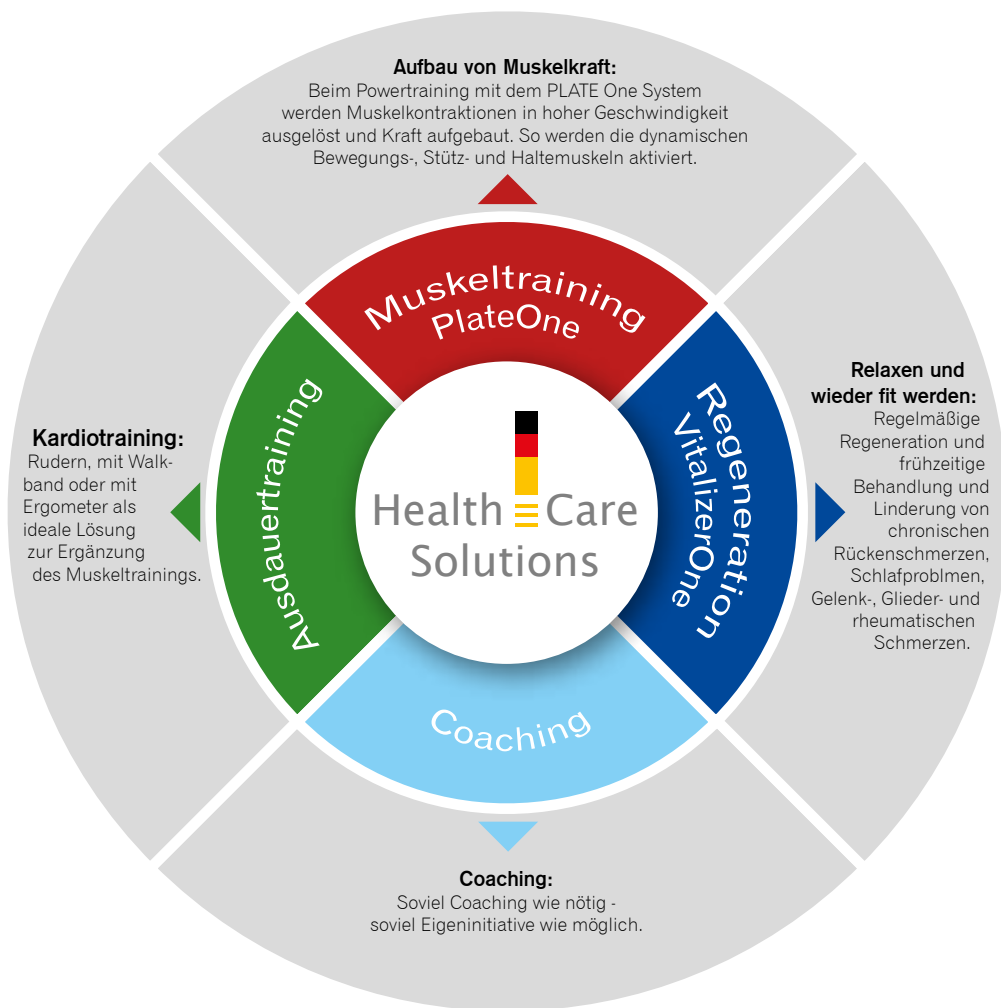 Aufbau von Muskelkraft:
Beim Powertraining mit dem PLATE One System
werden Muskelkontraktionen in hoher Geschwindigkeit
ausgelöst und Kraft aufgebaut. So werden die dynamischen
Bewegungs-, Stütz- und Haltemuskeln aktiviert.
Muskeltraining
PlateOne
Kardiotraining:
Rudern, mit Walk-
band oder mit
Ergometer als
ideale Lösung
zur Ergänzung
des Muskeltrainings.
Ausdauertraining
Health Care
Solutions
Regeneration
VitalizerOne
Relaxen und
wieder fit werden:
Regelmäßige
Regeneration und
frühzeitige
Behandlung und
Linderung von
chronischen
Rückenschmerzen,
Schlafproblmen,
Gelenk-, Glieder- und
rheumatischen
Schmerzen.
Coaching
Coaching:
Soviel Coaching wie nötig -
soviel Eigeninitiative wie möglich.